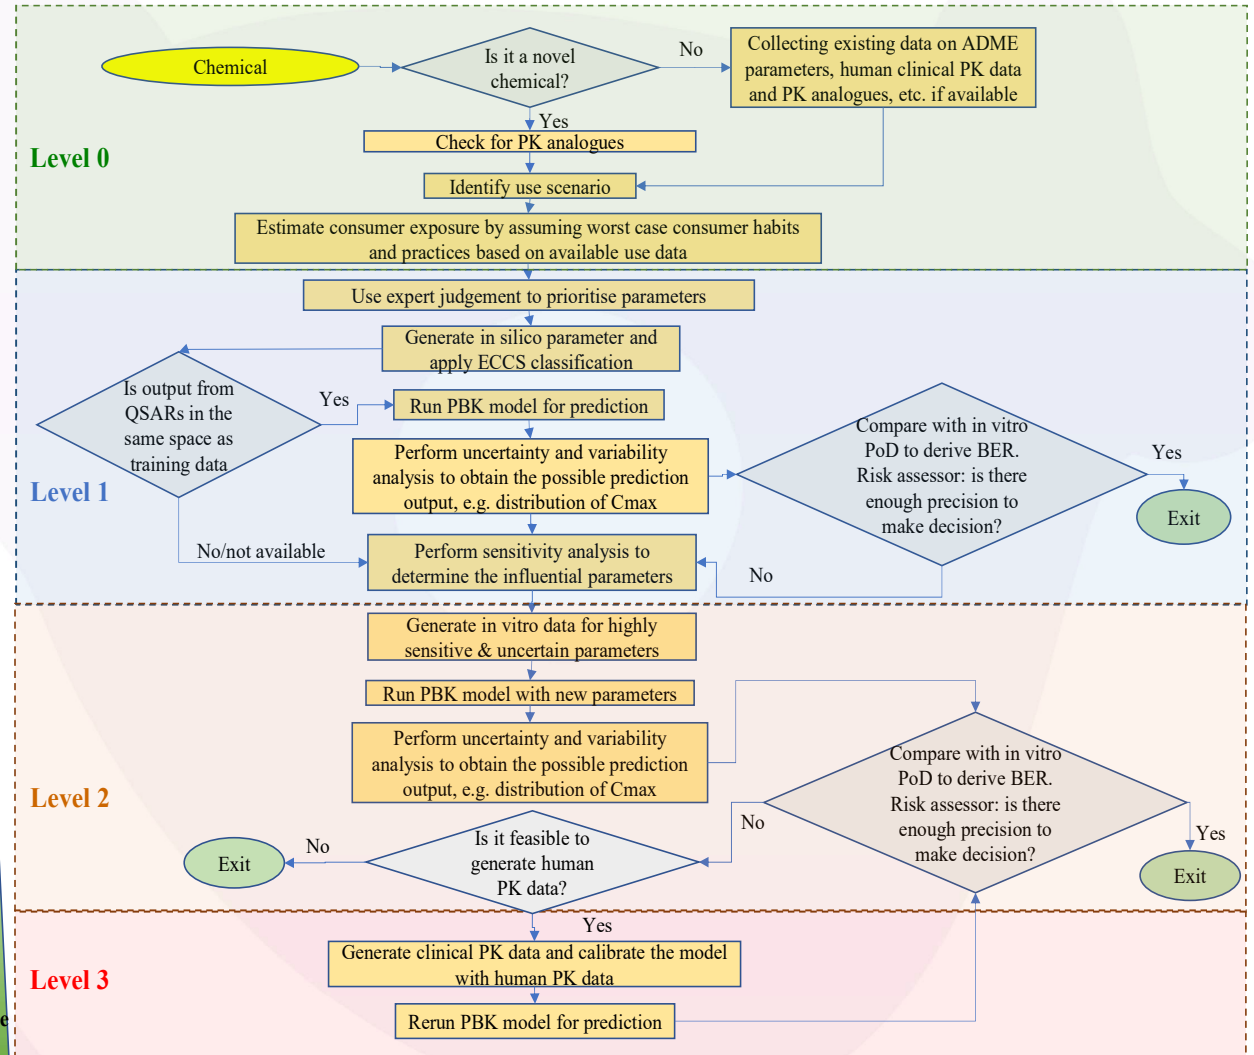 Chemical
Is it a novel
chemical?
No
Collecting existing data on ADME
parameters, human clinical PK data
and PK analogues, etc. if available
Yes
Check for PK analogues
Level 0
Identify use scenario
Estimate consumer exposure by assuming worst case consumer habits
and practices based on available use data
Use expert judgement to prioritise parameters
Generate in silico parameter and
apply ECCS classification
Is output from
QSARs in the
same space as
training data
Yes
Run PBK model for prediction
Perform uncertainty and variability
analysis to obtain the possible prediction
output, e.g. distribution of Cmax
Compare with in vitro
PoD to derive BER.
Risk assessor: is there
enough precision to
make decision?
Yes
Exit
Level 1
No/not available
Perform sensitivity analysis to
determine the influential parameters
No
Generate in vitro data for highly
sensitive & uncertain parameters
Run PBK model with new parameters
Perform uncertainty and variability
analysis to obtain the possible prediction
output, e.g. distribution of Cmax
Compare with in vitro
PoD to derive BER.
Risk assessor: is there
enough precision to
make decision?
Level 2
No
Yes
Exit
Is it feasible to
generate human
PK data?
No
Exit
Yes
Generate clinical PK data and calibrate the model
with human PK data
Level 3
Rerun PBK model for prediction
e